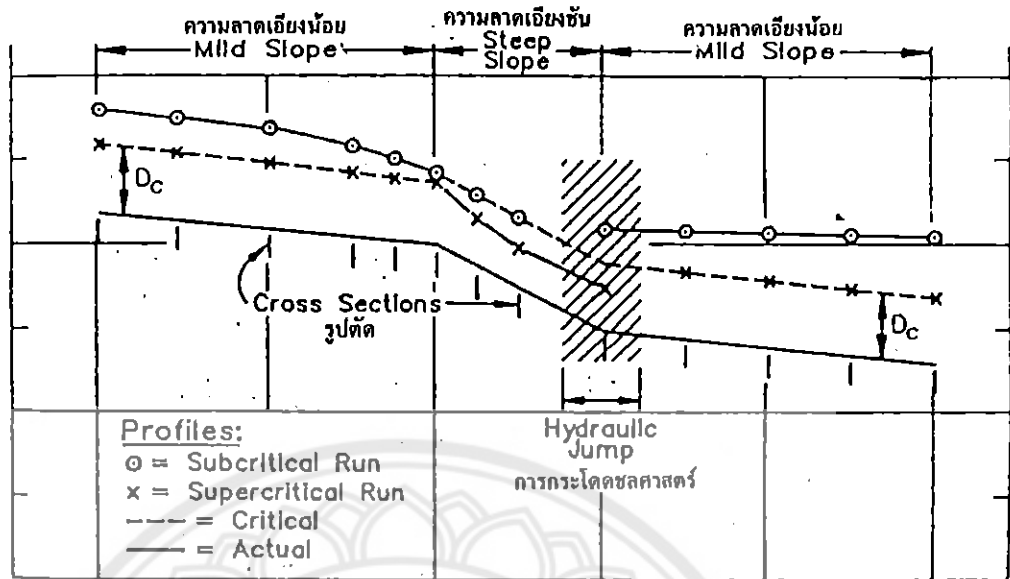 ความลาดเอียงน้อย
Mild Slope
ความลาดเอียงชัน
Steep
Slope
ความลาดเอียงน้อย
Mild Slope
Dc
Cross Sections
รูปตัด
Dc
Hydraulic
Jump
การกระโดดชลศาสตร์
Profiles:
⊙ = Subcritical Run
× = Supercritical Run
--- = Critical
— = Actual